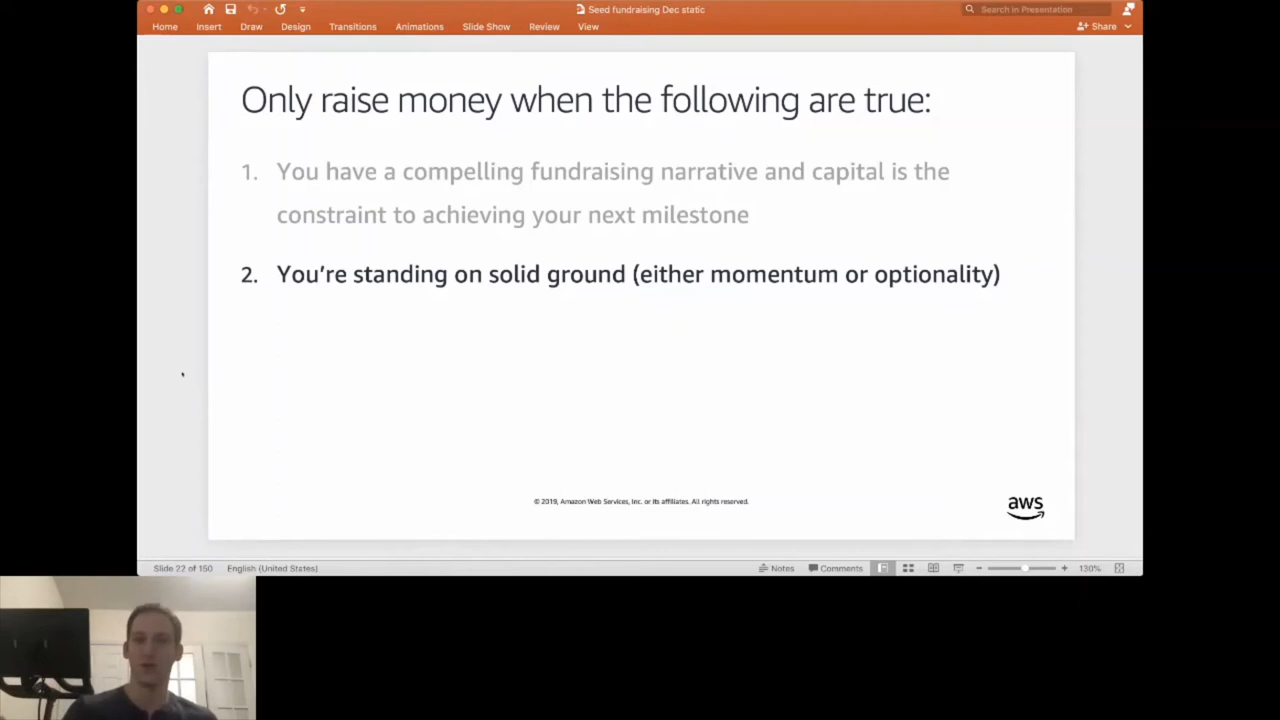 Seed fundraising Dec static
Search in Presentation
Home Insert Draw Design Transitions Animations Slide Show Review View Share
Only raise money when the following are true:
1. You have a compelling fundraising narrative and capital is the
constraint to achieving your next milestone
2. You're standing on solid ground (either momentum or optionality)
© 2019, Amazon Web Services, Inc. or its affiliates. All rights reserved.
aws
Slide 22 of 150 English (United States) Notes Comments 130%